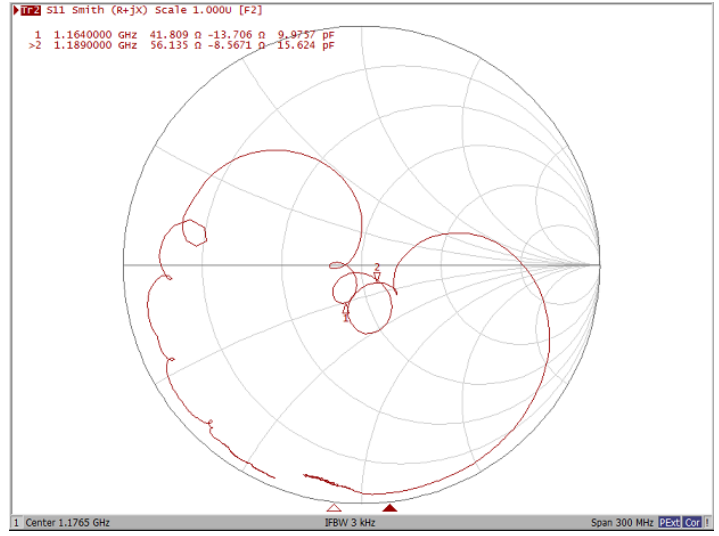 Tr2 S11 Smith (R+jX) Scale 1.000U [F2]
1 1.1640000 GHz 41.809 Ω -13.706 Ω 9.9757 pF
>2 1.1890000 GHz 56.135 Ω -8.5671 Ω 15.624 pF
2
1
1 Center 1.1765 GHz IFBW 3 kHz Span 300 MHz PExt Cor !